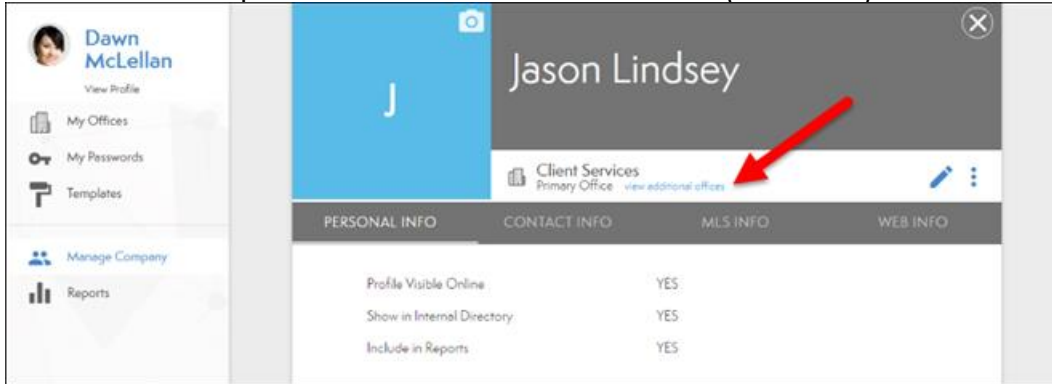 Dawn
McLellan
View Profile
My Offices
My Passwords
Templates
Manage Company
Reports
J
Jason Lindsey
Client Services
Primary Office view additional offices
PERSONAL INFO CONTACT INFO MLS INFO WEB INFO
Profile Visible Online YES
Show in Internal Directory YES
Include in Reports YES